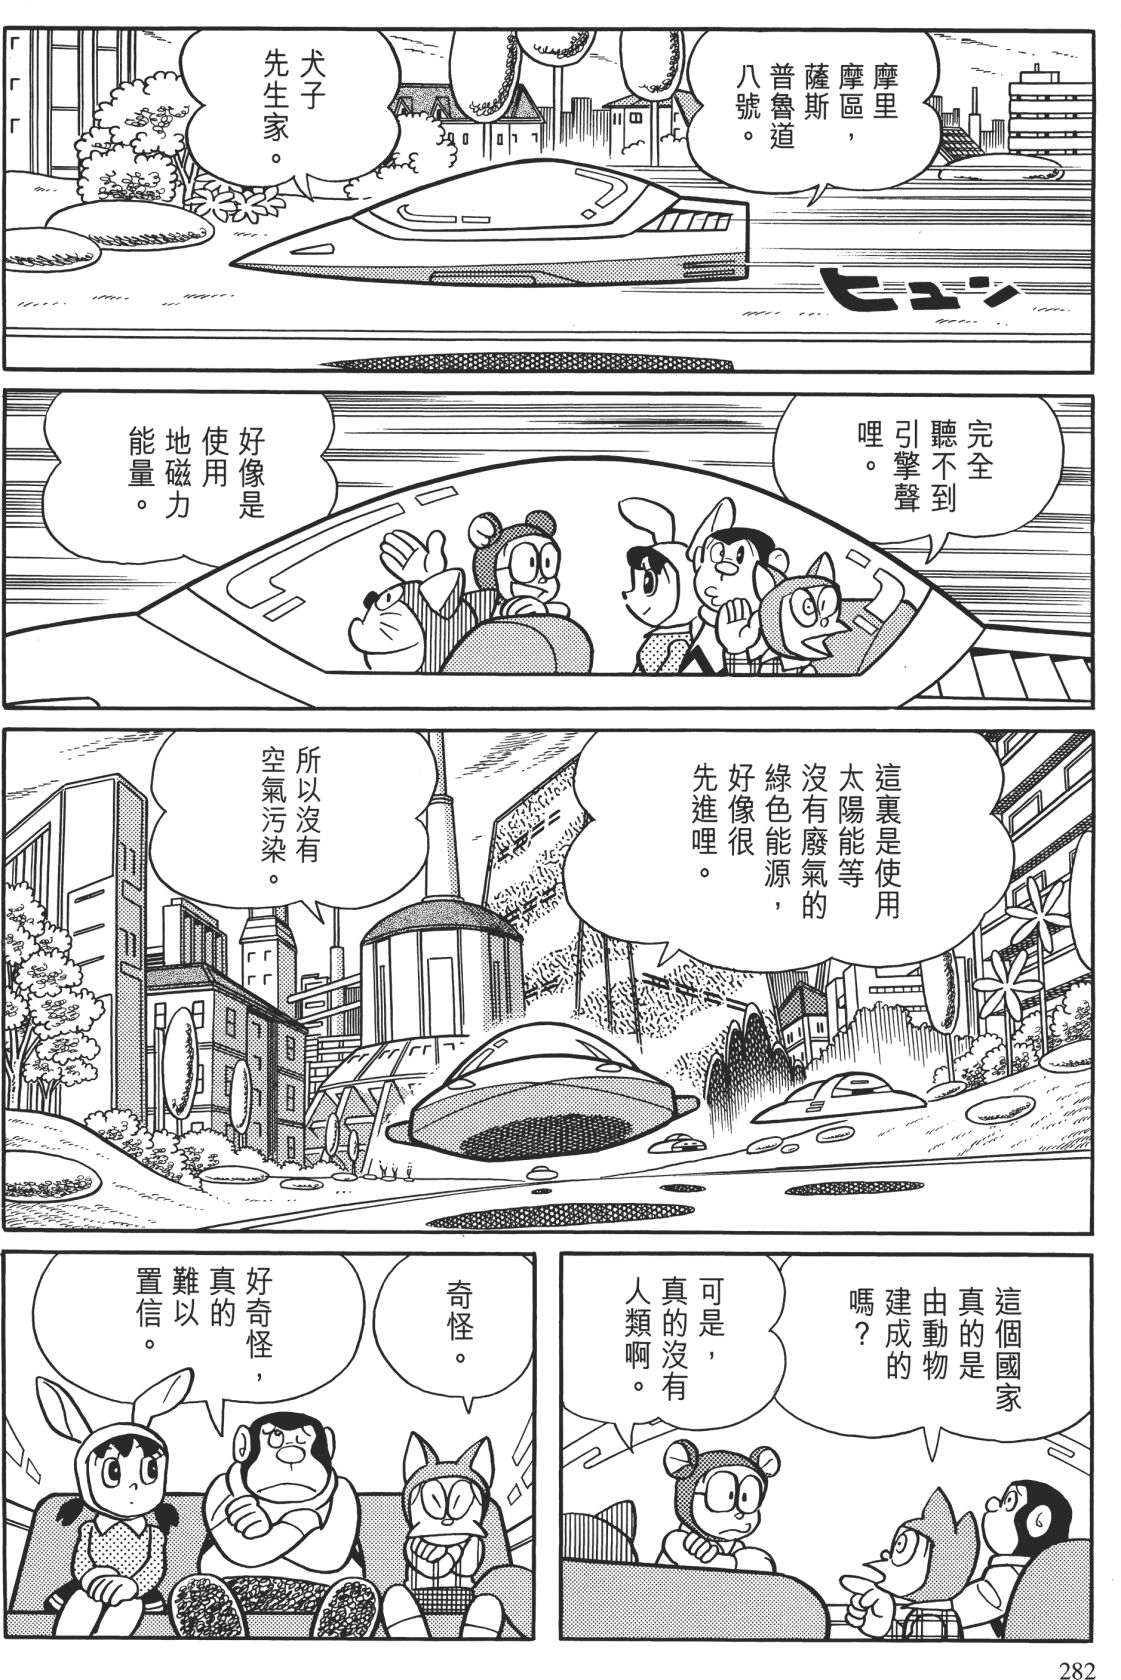 摩里
摩區，
薩斯
普魯道
八號。
犬子
先生家。
ヒュン
完全
聽不到
引擎聲
哩。
好像是
使用
地磁力
能量。
這裏是使用
太陽能等
沒有廢氣的
綠色能源，
好像很
先進哩。
所以沒有
空氣污染。
這個國家
真的是
由動物
建成的
嗎？
可是，
真的沒有
人類啊。
奇怪。
好奇怪，
真的
難以
置信。
282